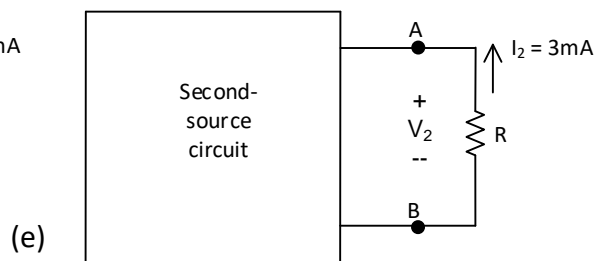 mA
A
I₂ = 3mA
Second-
source
circuit
+
V₂
--
R
B
(e)